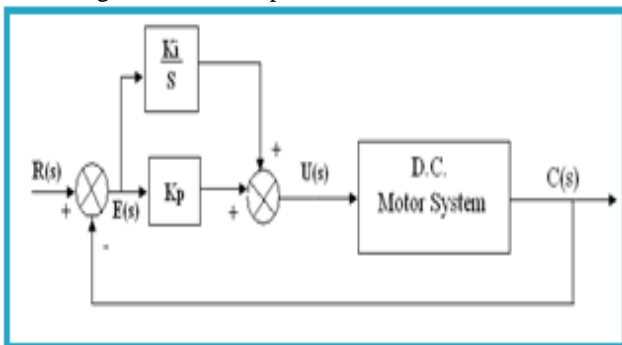 Ki
S
R(s)
+
E(s)
-
Kp
+
+
U(s)
D.C.
Motor System
C(s)